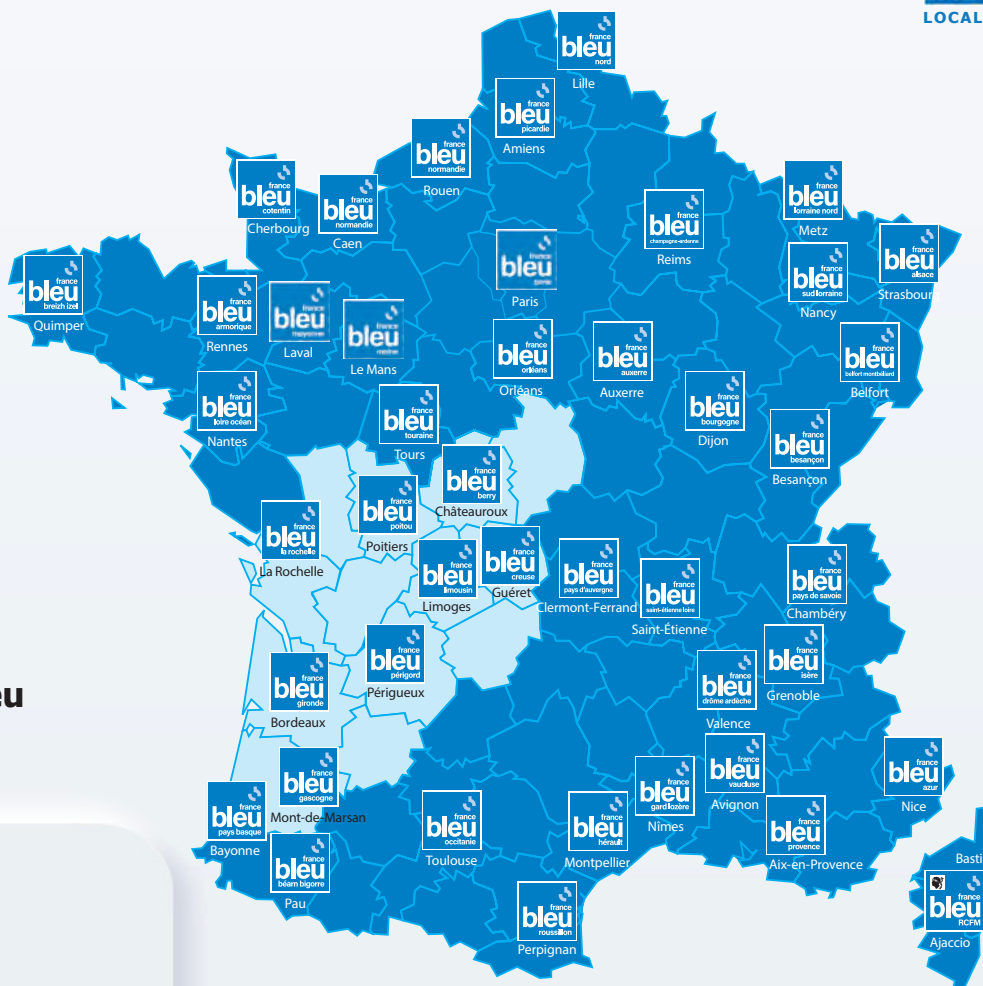 LOCAL
france
bleu
nord
Lille
france
bleu
picardie
Amiens
france
bleu
normandie
Rouen
france
bleu
cotentin
Cherbourg
france
bleu
normandie
Caen
france
bleu
champagne-ardenne
Reims
france
bleu
lorraine nord
Metz
france
bleu
alsace
Strasbourg
france
bleu
sud lorraine
Nancy
france
bleu
breizh izel
Quimper
france
bleu
armorique
Rennes
france
bleu
mayenne
Laval
france
bleu
maine
Le Mans
france
bleu
Paris
france
bleu
orléans
Orléans
france
bleu
auxerre
Auxerre
france
bleu
belfort montbéliard
Belfort
france
bleu
loire océan
Nantes
france
bleu
touraine
Tours
france
bleu
bourgogne
Dijon
france
bleu
besançon
Besançon
france
bleu
berry
Châteauroux
france
bleu
poitou
Poitiers
france
bleu
la rochelle
La Rochelle
france
bleu
limousin
Limoges
france
bleu
creuse
Guéret
france
bleu
pays d'auvergne
Clermont-Ferrand
france
bleu
saint-étienne loire
Saint-Étienne
france
bleu
pays de savoie
Chambéry
france
bleu
isère
Grenoble
france
bleu
périgord
Périgueux
france
bleu
gironde
Bordeaux
eu
france
bleu
drôme ardèche
Valence
france
bleu
vaucluse
Avignon
france
bleu
azur
Nice
france
bleu
gascogne
Mont-de-Marsan
france
bleu
gard lozère
Nîmes
france
bleu
pays basque
Bayonne
france
bleu
occitanie
Toulouse
france
bleu
hérault
Montpellier
france
bleu
provence
Aix-en-Provence
france
bleu
béarn bigorre
Pau
france
bleu
roussillon
Perpignan
Basti
france
bleu
RCFM
Ajaccio